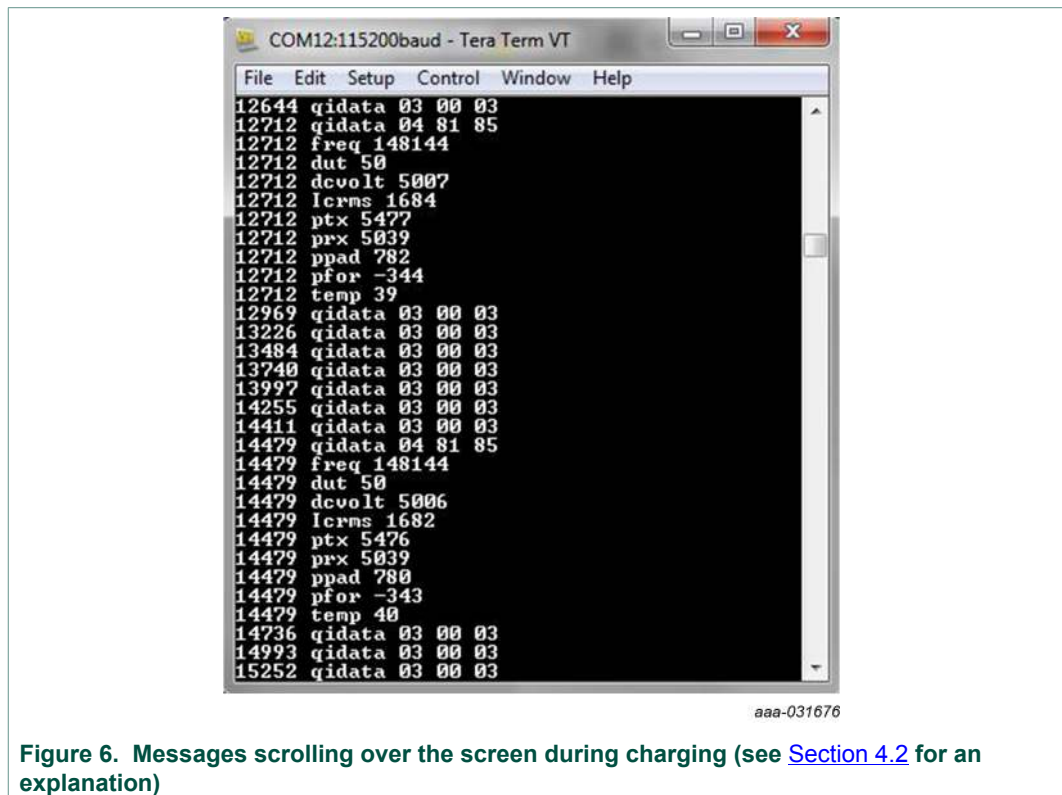 COM12:115200baud - Tera Term VT
File Edit Setup Control Window Help
12644 qidata 03 00 03
12712 qidata 04 81 85
12712 freq 148144
12712 dut 50
12712 dcvolt 5007
12712 Icrms 1684
12712 ptx 5477
12712 prx 5039
12712 ppad 782
12712 pfor -344
12712 temp 39
12969 qidata 03 00 03
13226 qidata 03 00 03
13484 qidata 03 00 03
13740 qidata 03 00 03
13997 qidata 03 00 03
14255 qidata 03 00 03
14411 qidata 03 00 03
14479 qidata 04 81 85
14479 freq 148144
14479 dut 50
14479 dcvolt 5006
14479 Icrms 1682
14479 ptx 5476
14479 prx 5039
14479 ppad 780
14479 pfor -343
14479 temp 40
14736 qidata 03 00 03
14993 qidata 03 00 03
15252 qidata 03 00 03
aaa-031676
Figure 6. Messages scrolling over the screen during charging (see Section 4.2 for an
explanation)